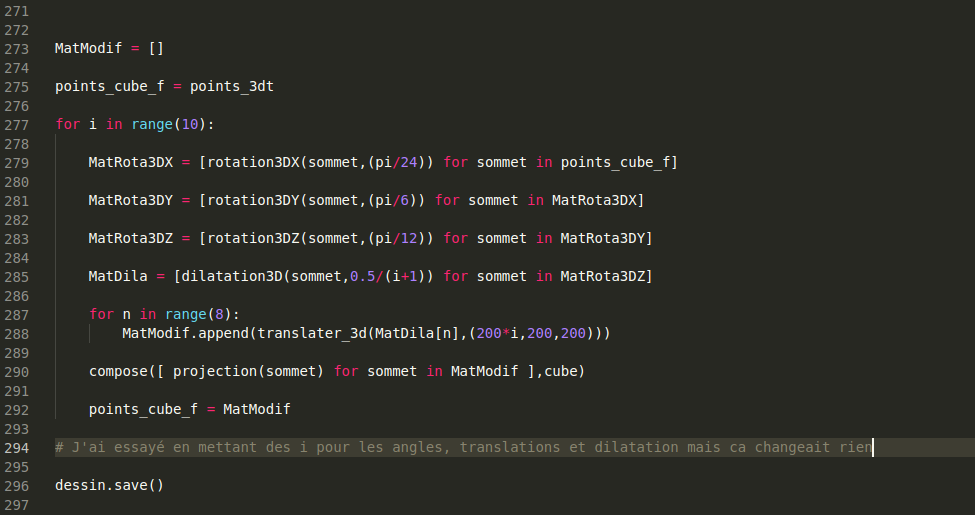 271
272
273 MatModif = []
274
275 points_cube_f = points_3dt
276
277 for i in range(10):
278
279 MatRota3DX = [rotation3DX(sommet,(pi/24)) for sommet in points_cube_f]
280
281 MatRota3DY = [rotation3DY(sommet,(pi/6)) for sommet in MatRota3DX]
282
283 MatRota3DZ = [rotation3DZ(sommet,(pi/12)) for sommet in MatRota3DY]
284
285 MatDila = [dilatation3D(sommet,0.5/(i+1)) for sommet in MatRota3DZ]
286
287 for n in range(8):
288 MatModif.append(translater_3d(MatDila[n],(200*i,200,200)))
289
290 compose([ projection(sommet) for sommet in MatModif ],cube)
291
292 points_cube_f = MatModif
293
294 # J'ai essayé en mettant des i pour les angles, translations et dilatation mais ca changeait rien
295
296 dessin.save()
297